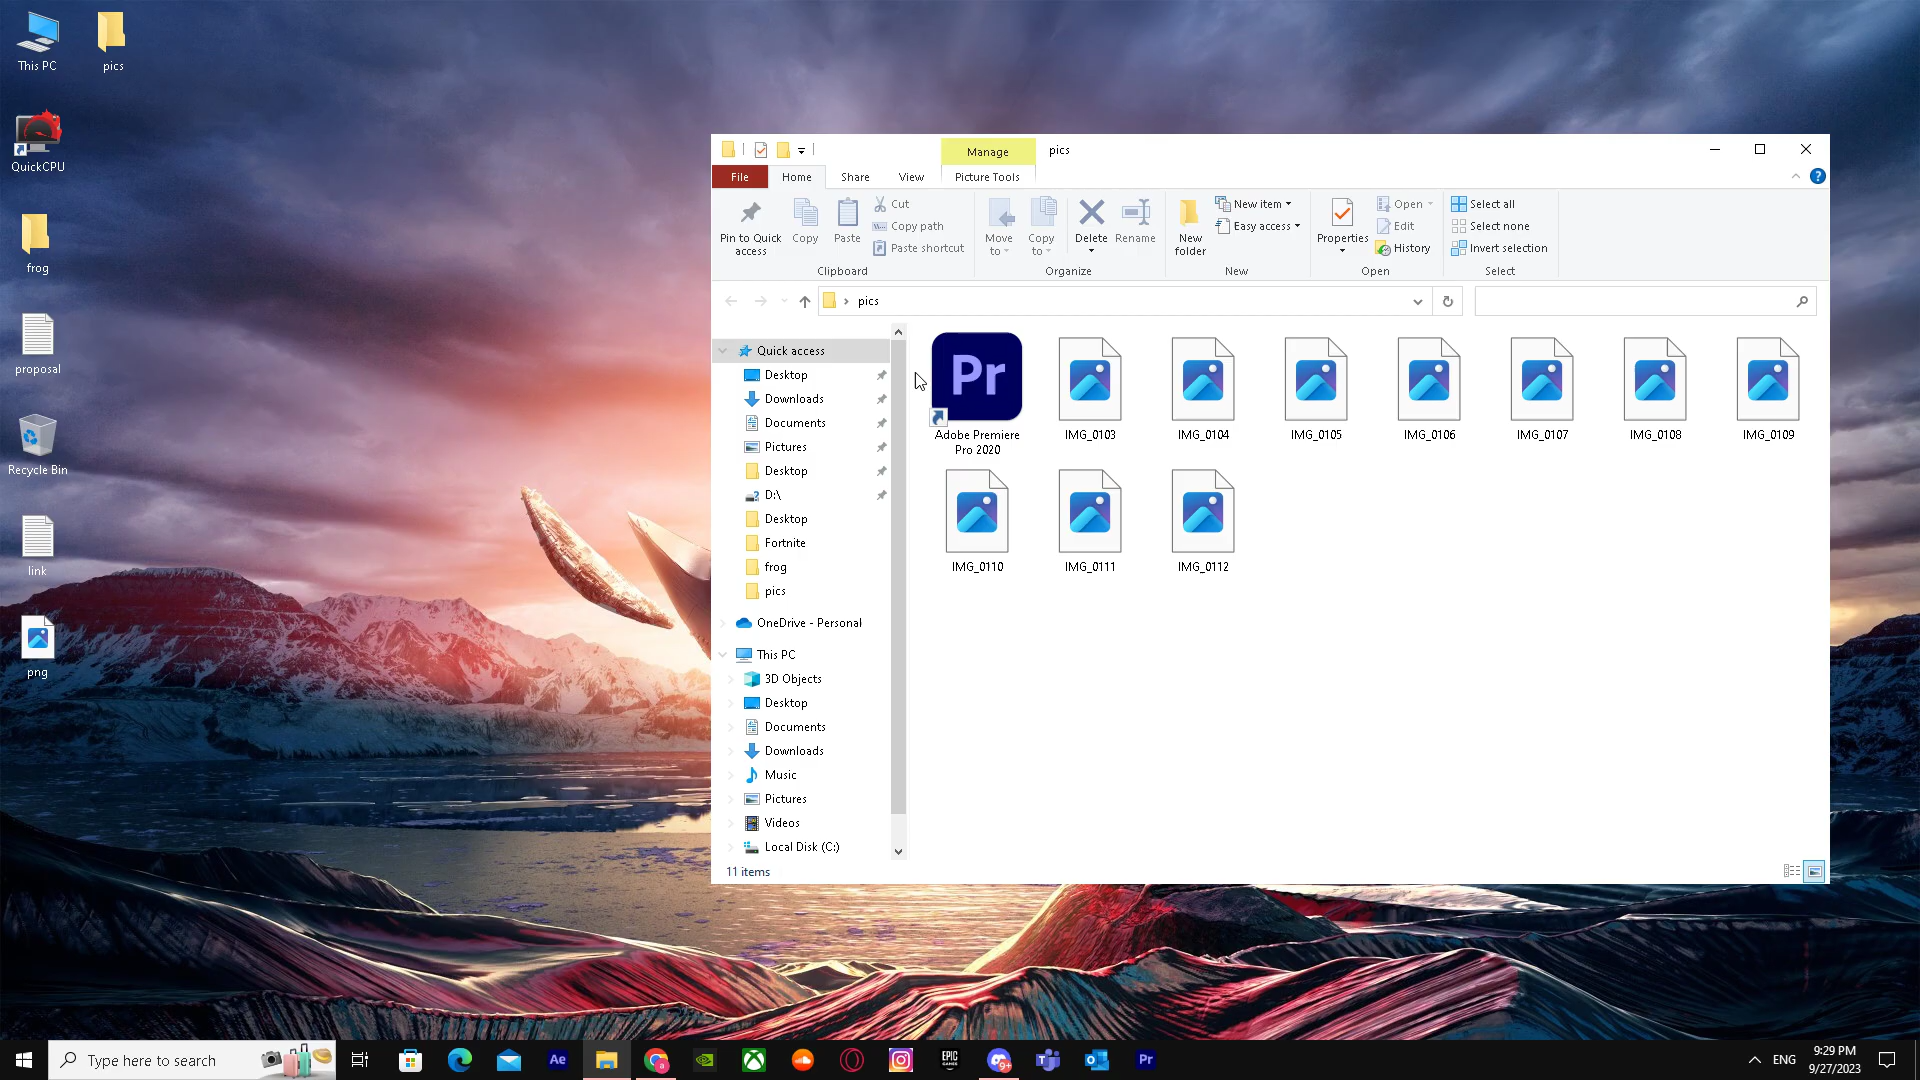 This PC
pics
QuickCPU
frog
proposal
Recycle Bin
link
png
Manage
pics
File
Home
Share
View
Picture Tools
Pin to Quick access
Copy
Paste
Cut
Copy path
Paste shortcut
Clipboard
Move to
Copy to
Delete
Rename
Organize
New folder
New item
Easy access
New
Properties
Open
Edit
History
Open
Select all
Select none
Invert selection
Select
pics
Quick access
Desktop
Downloads
Documents
Pictures
Desktop
D:\
Desktop
Fortnite
frog
pics
OneDrive - Personal
This PC
3D Objects
Desktop
Documents
Downloads
Music
Pictures
Videos
Local Disk (C:)
Pr
Adobe Premiere
Pro 2020
IMG_0103
IMG_0104
IMG_0105
IMG_0106
IMG_0107
IMG_0108
IMG_0109
IMG_0110
IMG_0111
IMG_0112
11 items
Type here to search
Ae
EPIC
GAMES
9+
Pr
ENG
9:29 PM
9/27/2023